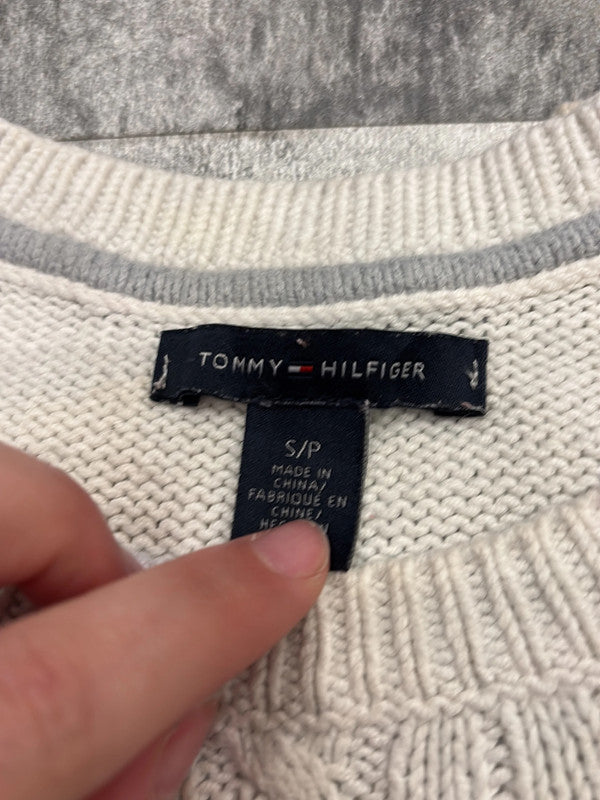 TOMMY HILFIGER
S/P
MADE IN
CHINA/
FABRIQUÉ EN
CHINE/